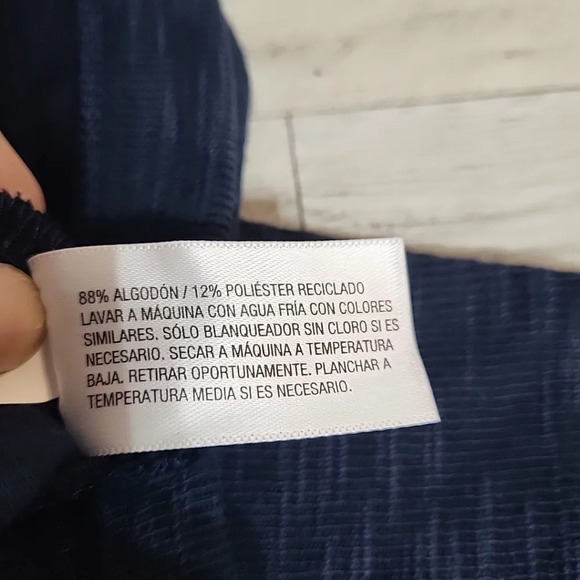 88% ALGODÓN / 12% POLIÉSTER RECICLADO
LAVAR A MÁQUINA CON AGUA FRÍA CON COLORES
SIMILARES. SÓLO BLANQUEADOR SIN CLORO SI ES
NECESARIO. SECAR A MÁQUINA A TEMPERATURA
BAJA. RETIRAR OPORTUNAMENTE. PLANCHAR A
TEMPERATURA MEDIA SI ES NECESARIO.